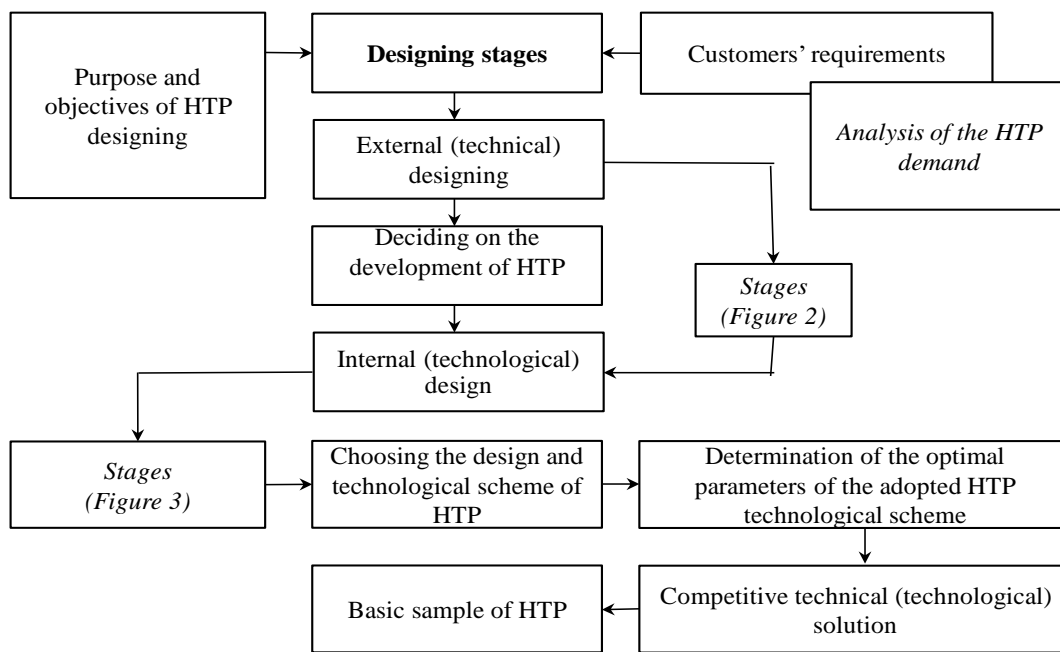 Purpose and
objectives of HTP
designing
Designing stages
Customers’ requirements
Analysis of the HTP
demand
External (technical)
designing
Deciding on the
development of HTP
Stages
(Figure 2)
Internal (technological)
design
Stages
(Figure 3)
Choosing the design and
technological scheme of
HTP
Determination of the optimal
parameters of the adopted HTP
technological scheme
Basic sample of HTP
Competitive technical (technological)
solution